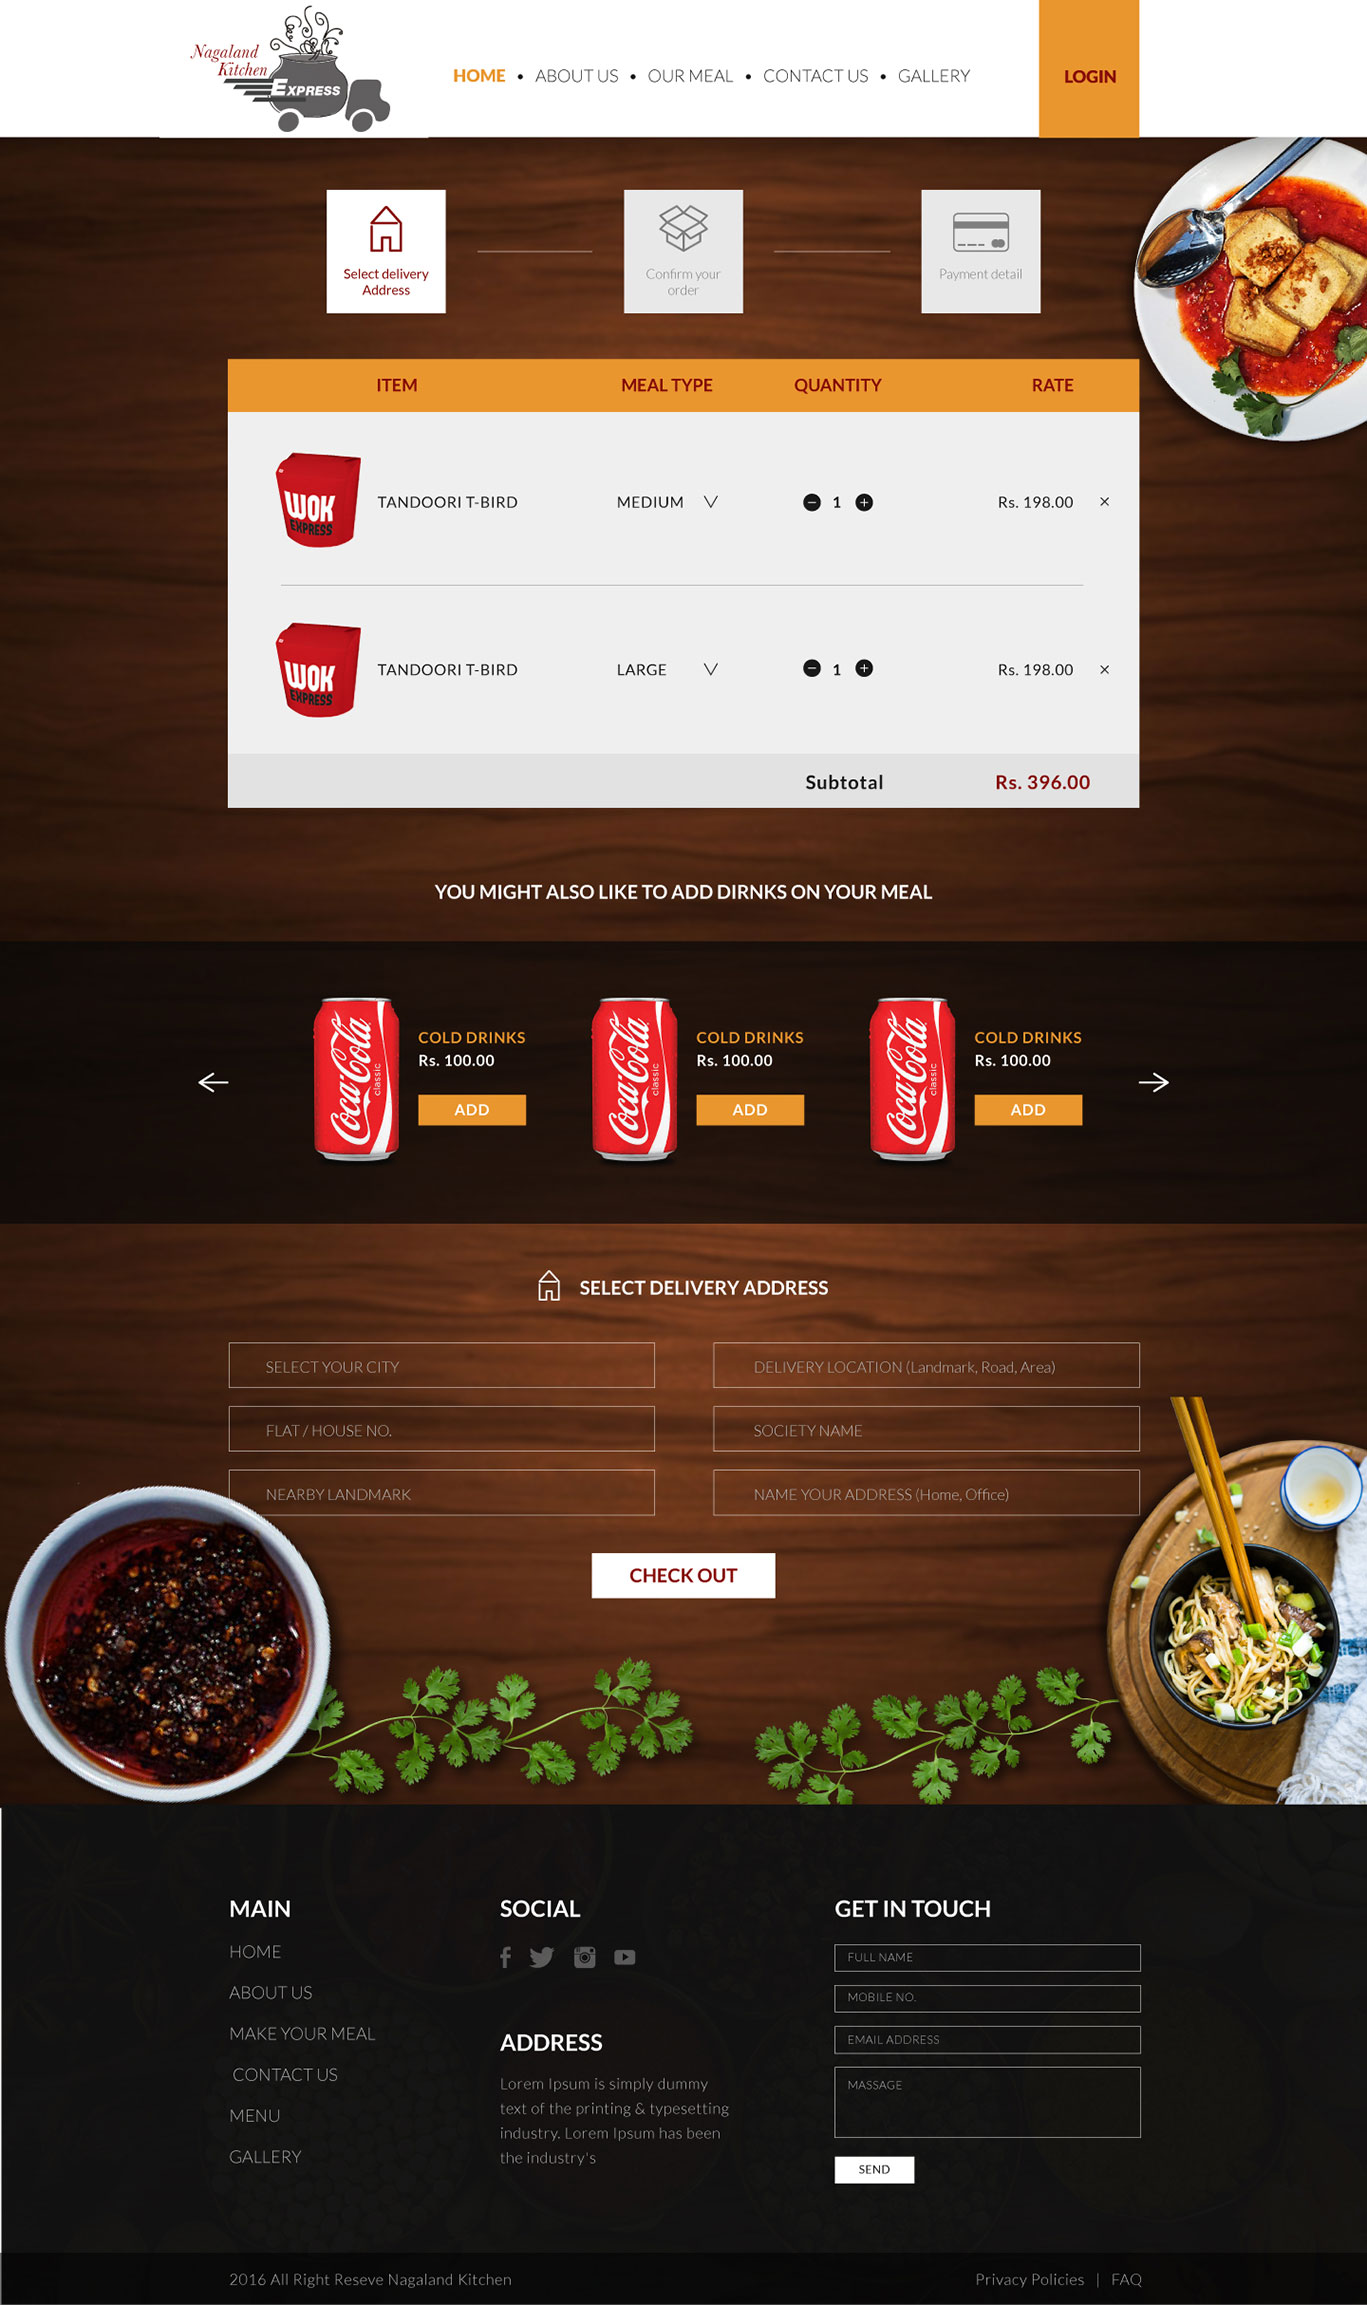 Nagaland
Kitchen
EXPRESS
HOME • ABOUT US • OUR MEAL • CONTACT US • GALLERY
LOGIN
Select delivery
Address
Confirm your
order
Payment detail
ITEM MEAL TYPE QUANTITY RATE
WOK
EXPRESS
TANDOORI T-BIRD MEDIUM 1 Rs. 198.00 ×
WOK
EXPRESS
TANDOORI T-BIRD LARGE 1 Rs. 198.00 ×
Subtotal Rs. 396.00
YOU MIGHT ALSO LIKE TO ADD DIRNKS ON YOUR MEAL
Coca-Cola
classic
COLD DRINKS
Rs. 100.00
ADD
Coca-Cola
classic
COLD DRINKS
Rs. 100.00
ADD
Coca-Cola
classic
COLD DRINKS
Rs. 100.00
ADD
SELECT DELIVERY ADDRESS
SELECT YOUR CITY
DELIVERY LOCATION (Landmark, Road, Area)
FLAT / HOUSE NO.
SOCIETY NAME
NEARBY LANDMARK
NAME YOUR ADDRESS (Home, Office)
CHECK OUT
MAIN
HOME
ABOUT US
MAKE YOUR MEAL
CONTACT US
MENU
GALLERY
SOCIAL
ADDRESS
Lorem Ipsum is simply dummy
text of the printing & typesetting
industry. Lorem Ipsum has been
the industry's
GET IN TOUCH
FULL NAME
MOBILE NO.
EMAIL ADDRESS
MASSAGE
SEND
2016 All Right Reseve Nagaland Kitchen
Privacy Policies | FAQ